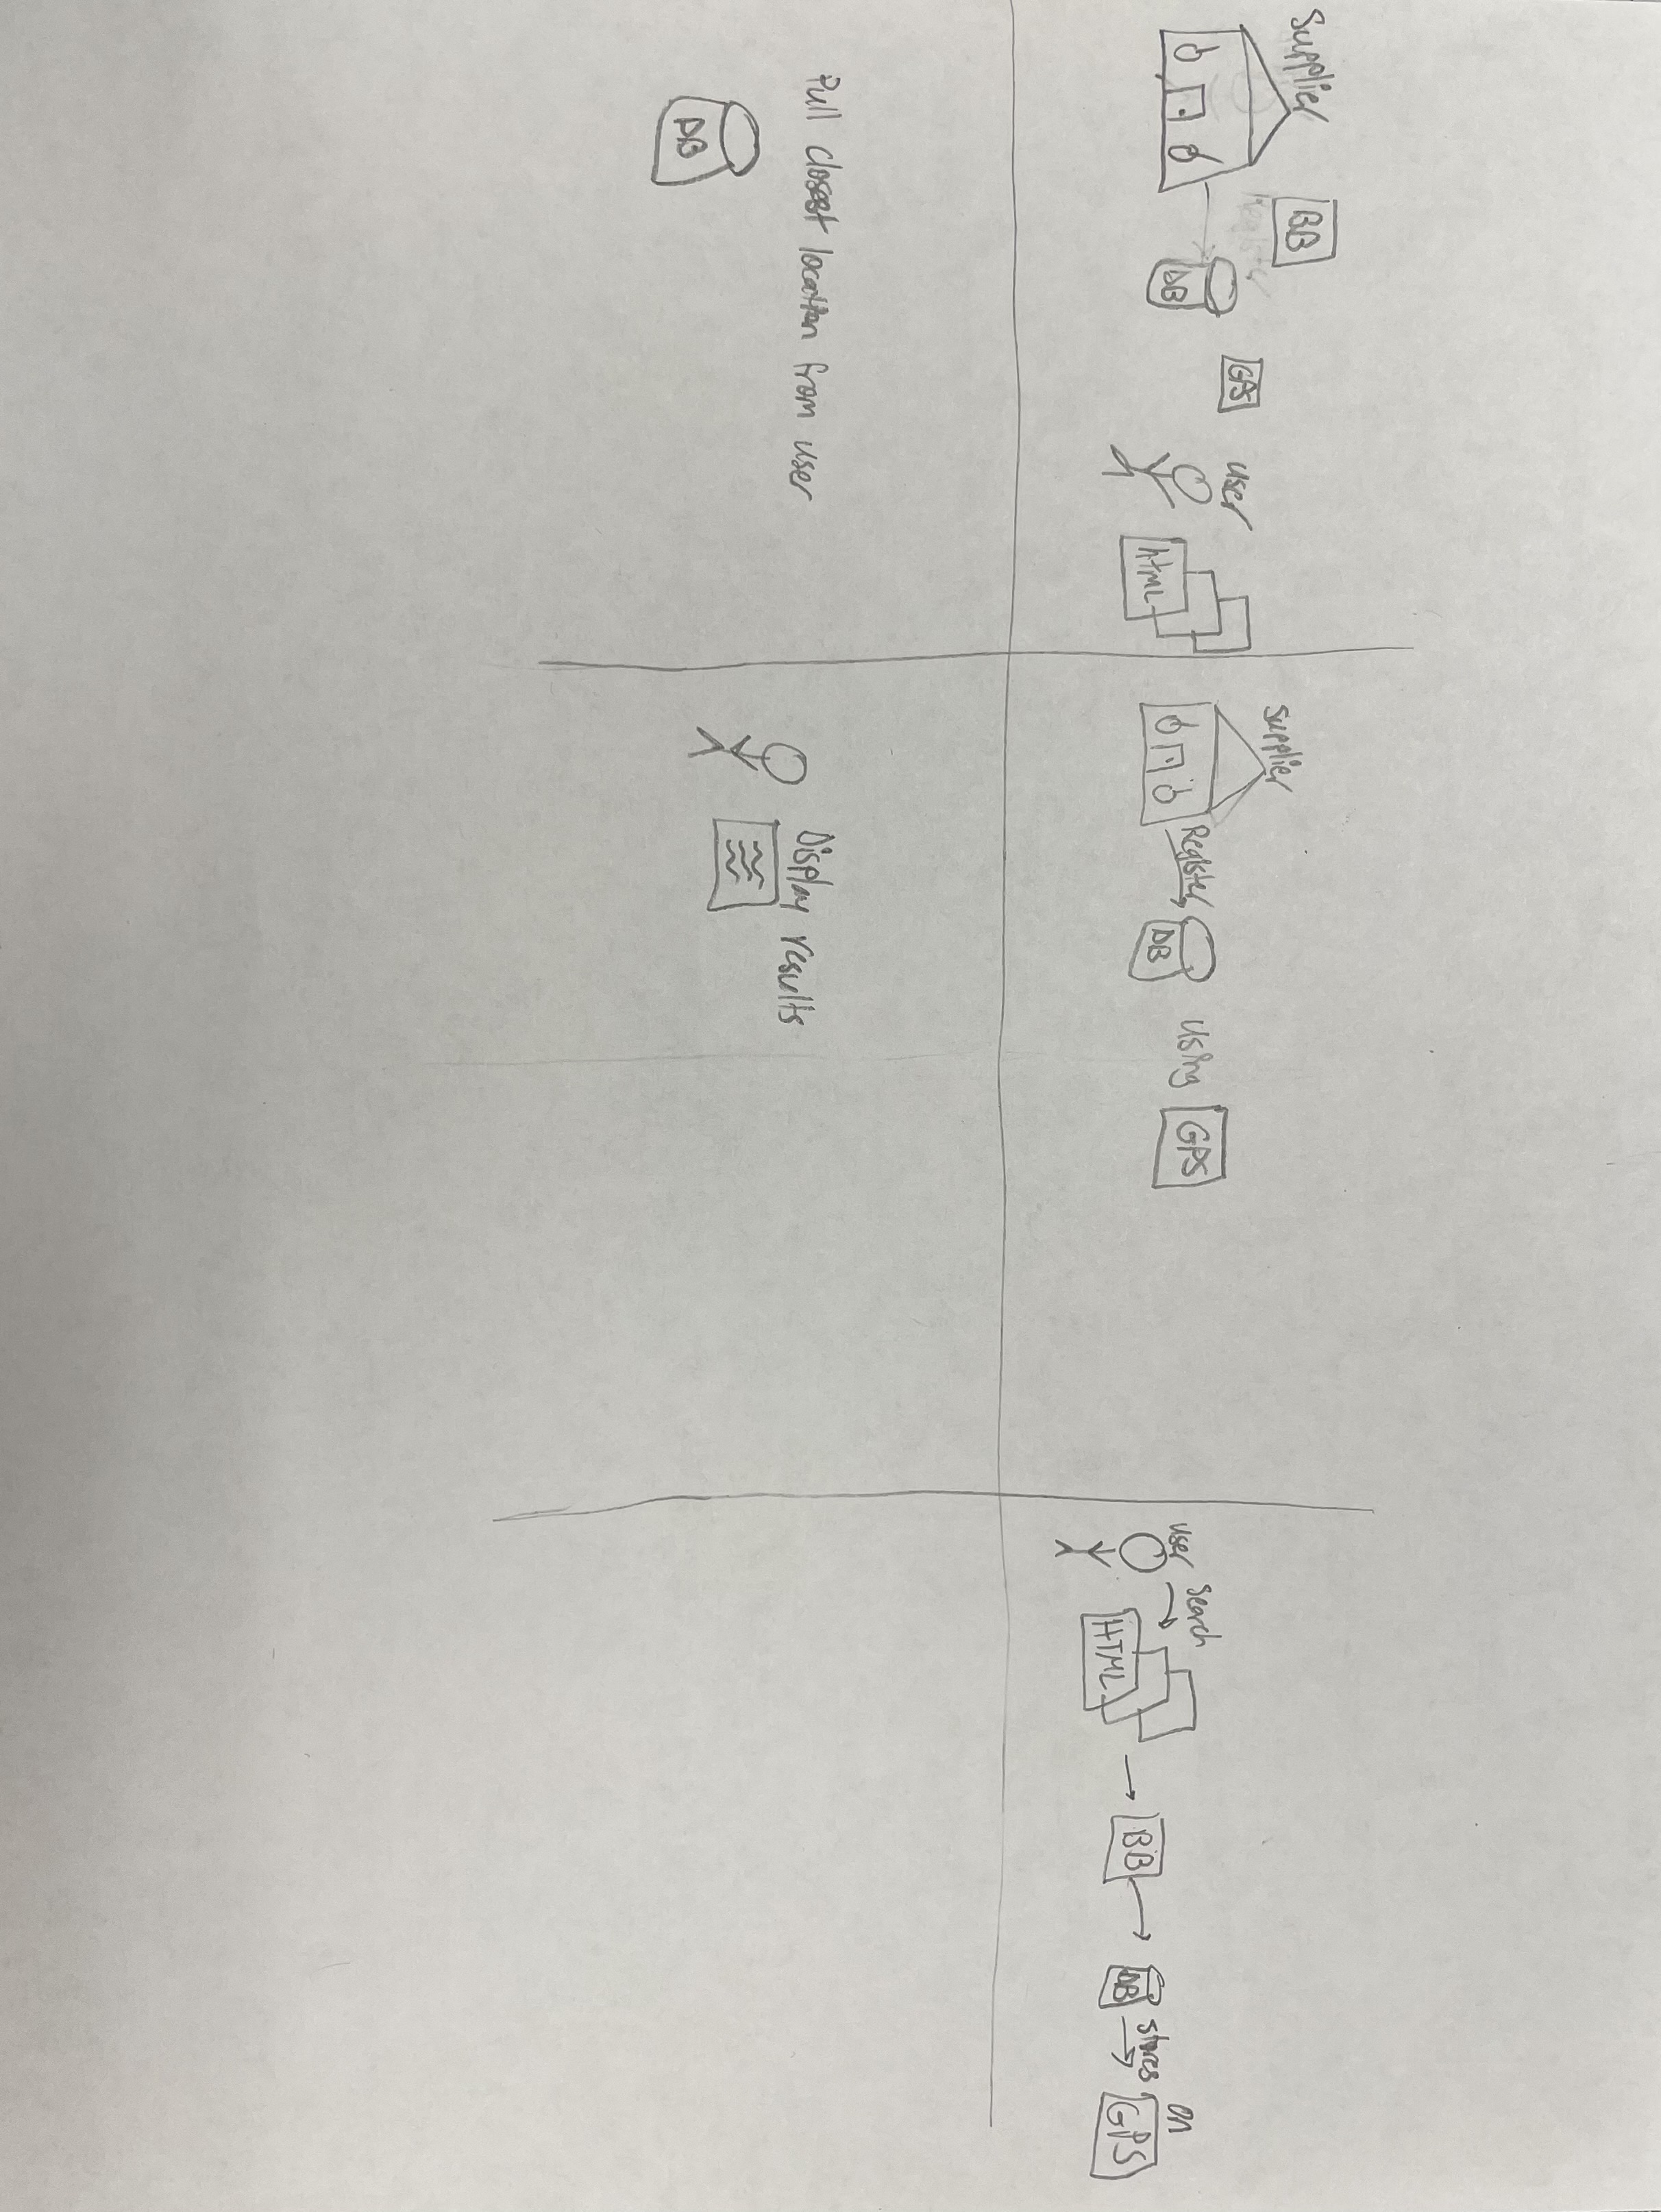 Supplier
BB
DB
GPS
User
html
Supplier
Register
DB
using
GPS
User
Search
HTML
BB
DB
stores
on
GPS
Pull closest location from user
DB
Display results